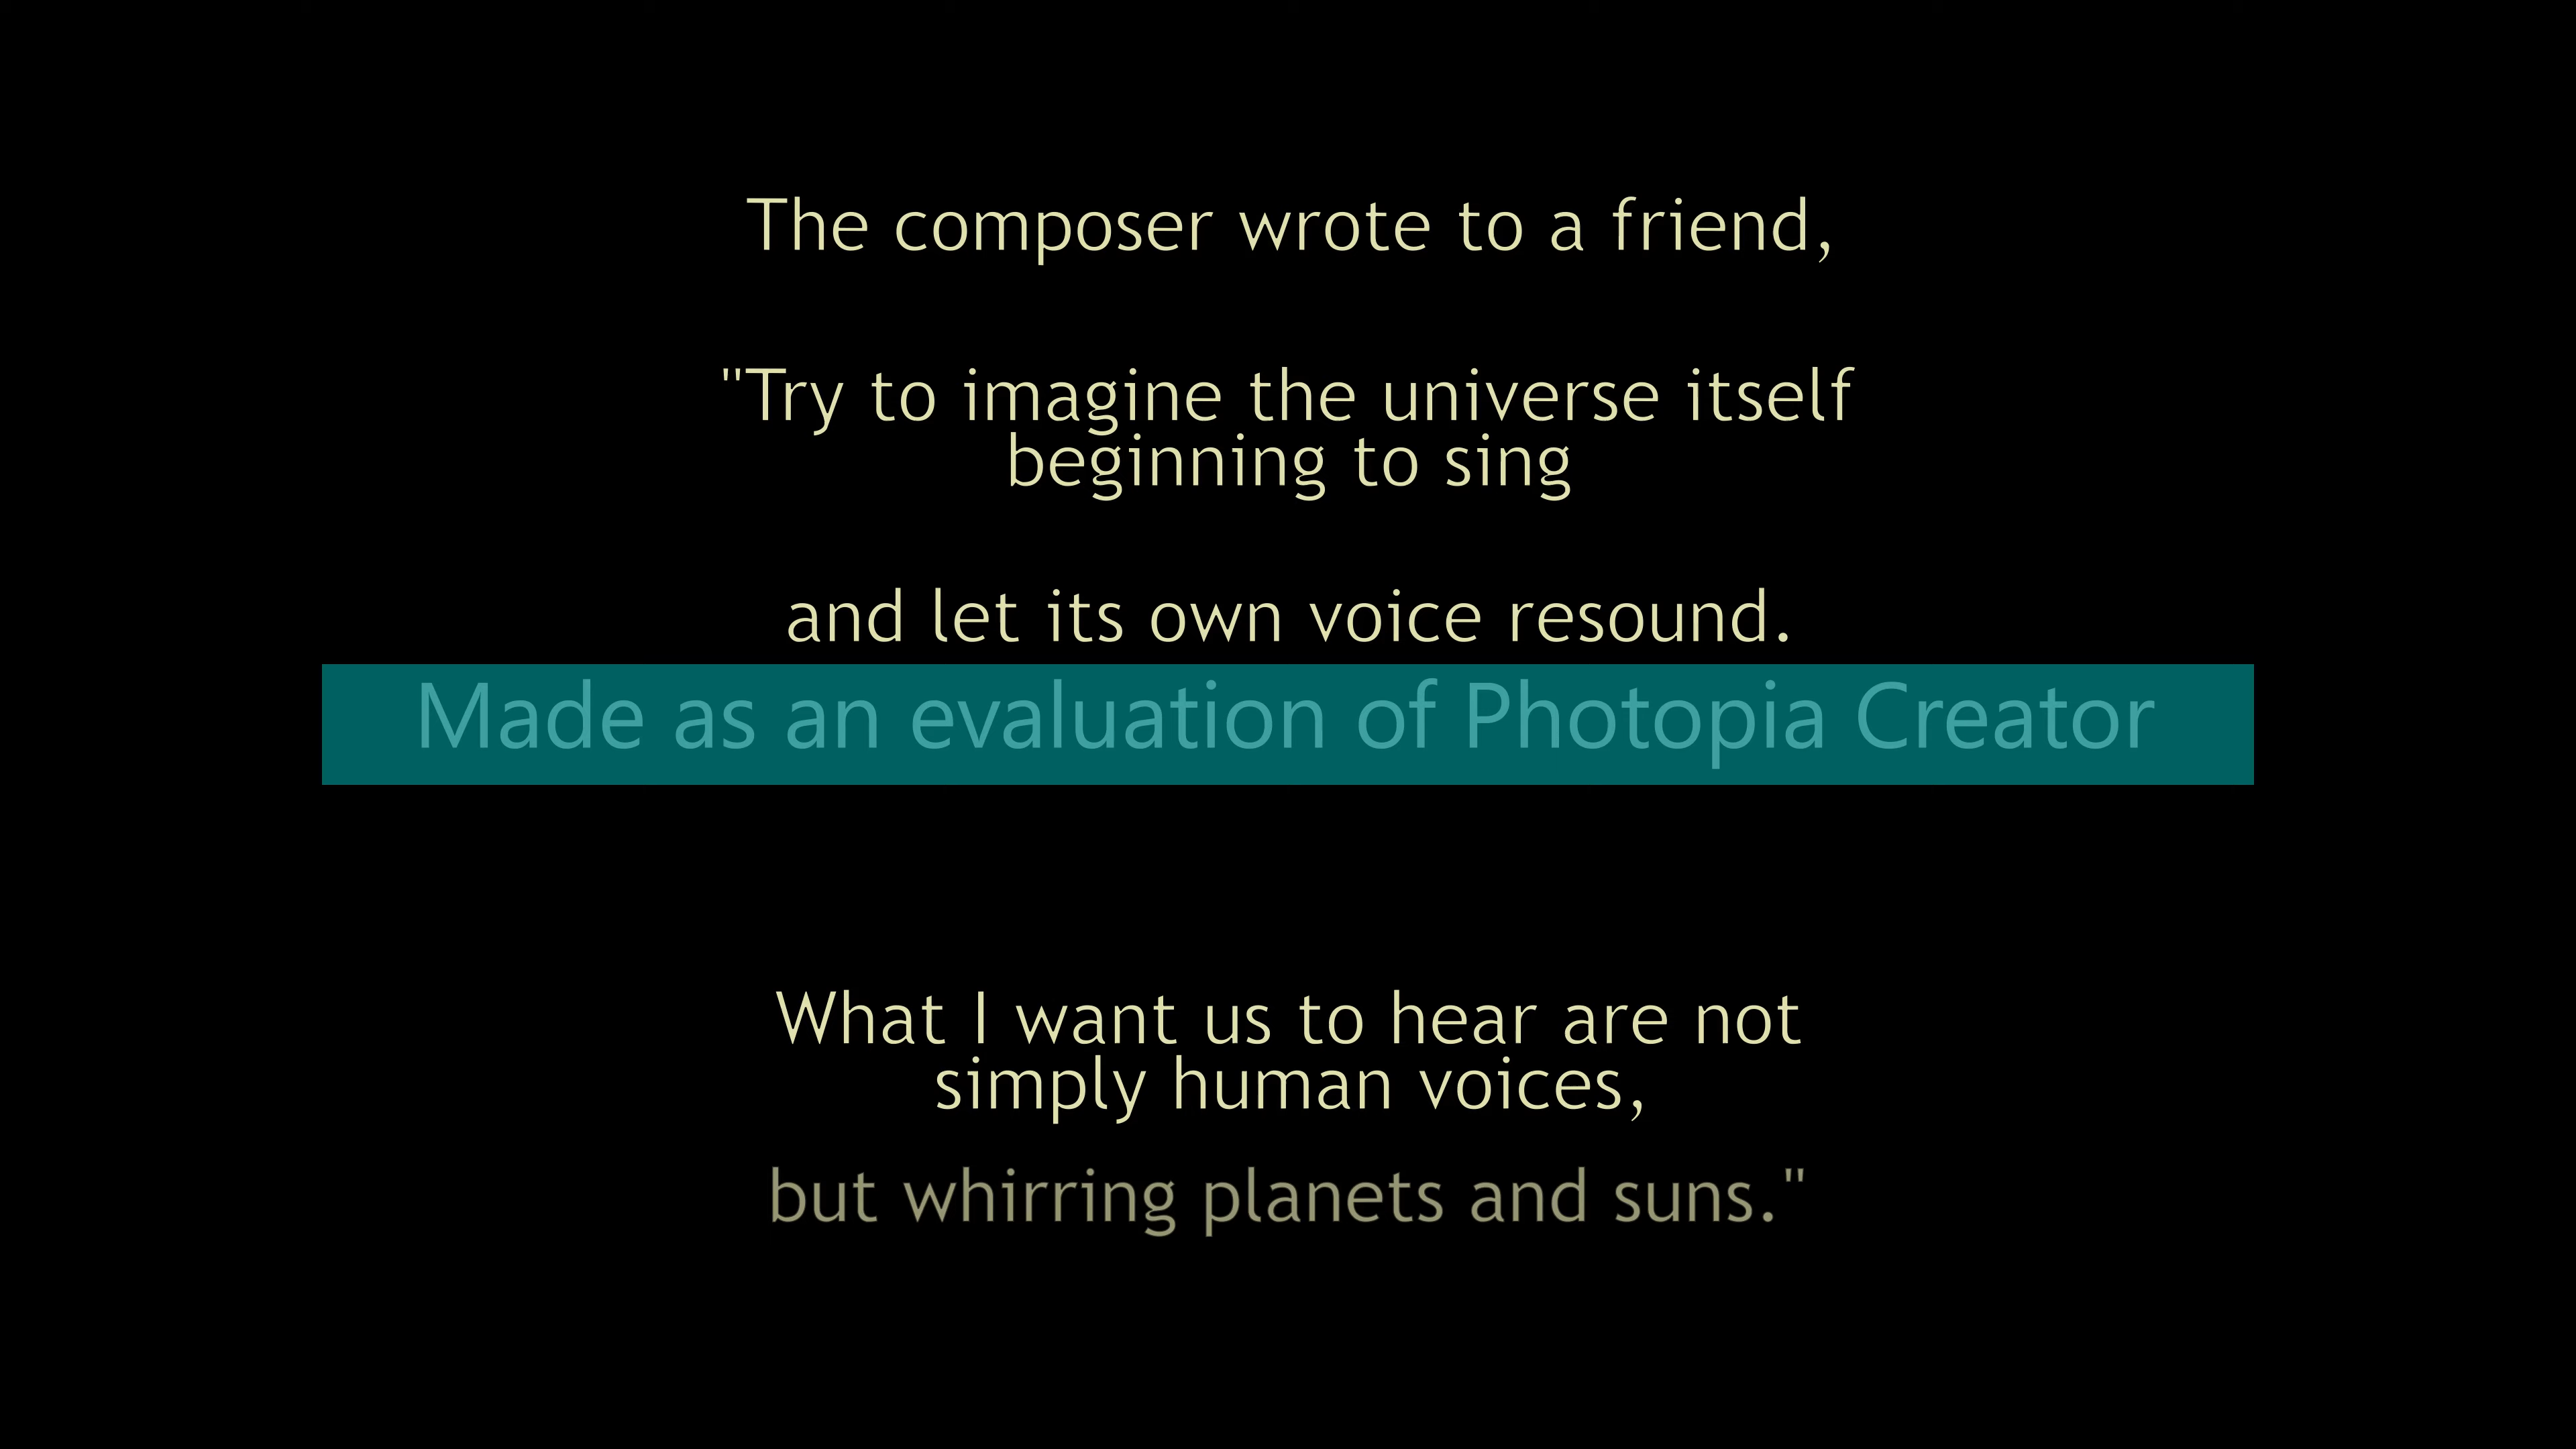 The composer wrote to a friend,
"Try to imagine the universe itself
beginning to sing
and let its own voice resound.
Made as an evaluation of Photopia Creator
What I want us to hear are not
simply human voices,
but whirring planets and suns."